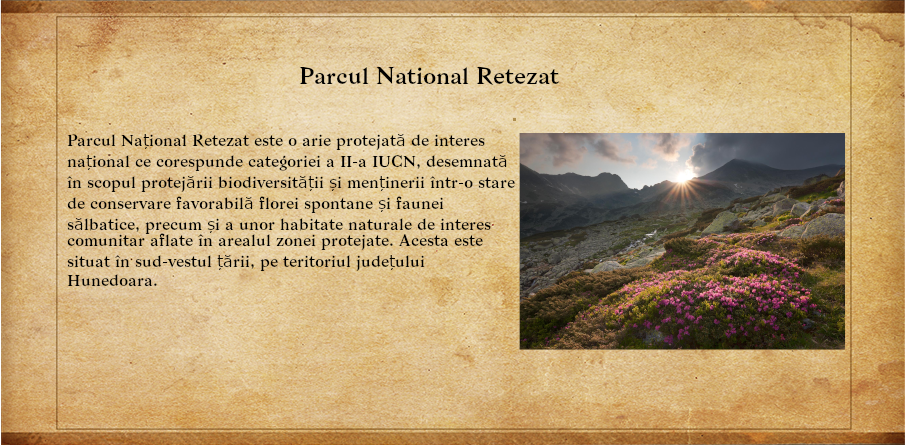 Parcul National Retezat
Parcul Național Retezat este o arie protejată de interes
național ce corespunde categoriei a II-a IUCN, desemnată
în scopul protejării biodiversității și menținerii într-o stare
de conservare favorabilă florei spontane și faunei
sălbatice, precum și a unor habitate naturale de interes
comunitar aflate în arealul zonei protejate. Acesta este
situat în sud-vestul țării, pe teritoriul județului
Hunedoara.